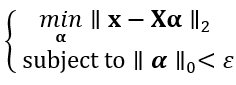 min ‖ x − Xα ‖₂
α
subject to ‖ α ‖₀< ε